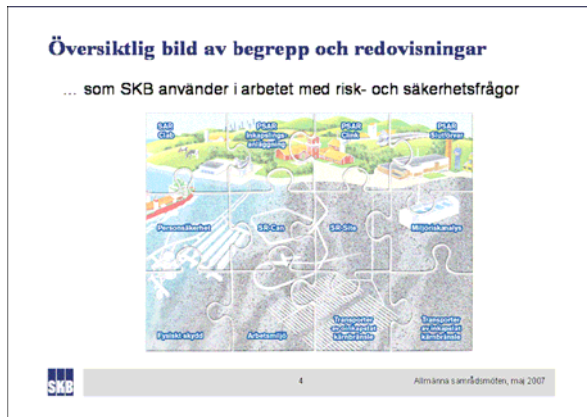 Översiktlig bild av begrepp och redovisningar
... som SKB använder i arbetet med risk- och säkerhetsfrågor
SAR
Clab
PSAR
Inkapslings-
anläggning
PSAR
Clink
PSAR
Slutförvar
Personsäkerhet
SR-Can
SR-Site
Miljöriskanalys
Fysiskt skydd
Arbetsmiljö
Transporter
av inkapslat
kärnbränsle
Transporter
av inkapslat
kärnbränsle
SKB
4
Allmänna samrådsmöten, maj 2007